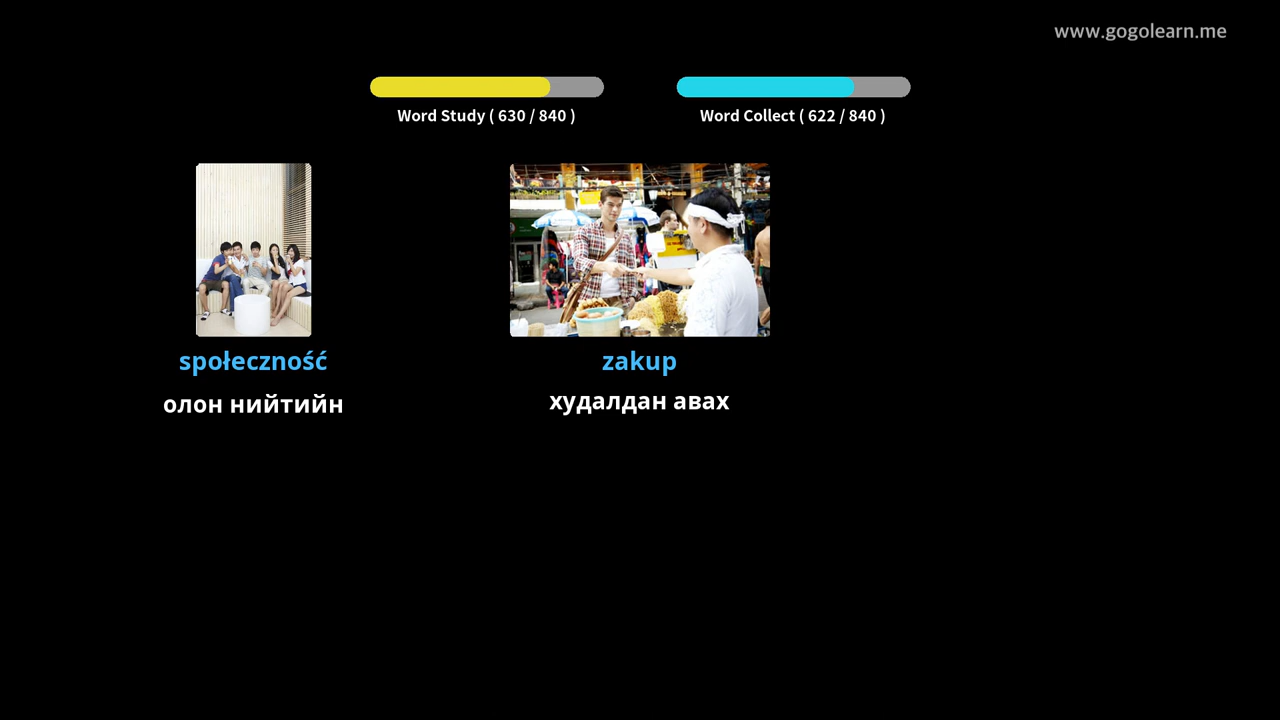 www.gogolearn.me
Word Study ( 630 / 840 )
Word Collect ( 622 / 840 )
społeczność
zakup
олон нийтийн
худалдан авах